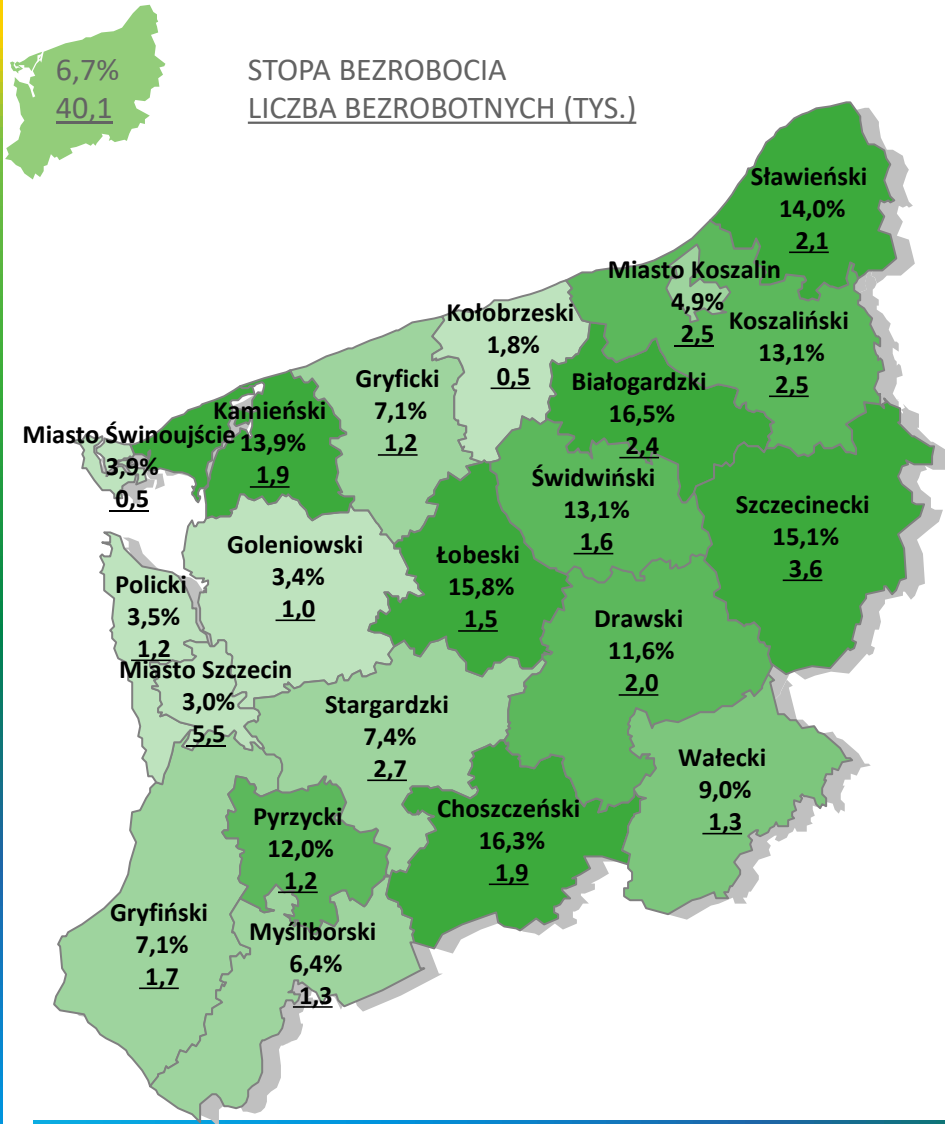 6,7%
40,1
STOPA BEZROBOCIA
LICZBA BEZROBOTNYCH (TYS.)
Sławieński
14,0%
2,1
Miasto Koszalin
4,9%
2,5
Koszaliński
13,1%
2,5
Kołobrzeski
1,8%
0,5
Białogardzki
16,5%
2,4
Gryficki
7,1%
1,2
Kamieński
13,9%
1,9
Miasto Świnoujście
3,9%
0,5
Świdwiński
13,1%
1,6
Szczecinecki
15,1%
3,6
Goleniowski
3,4%
1,0
Łobeski
15,8%
1,5
Policki
3,5%
1,2
Drawski
11,6%
2,0
Miasto Szczecin
3,0%
5,5
Stargardzki
7,4%
2,7
Wałecki
9,0%
1,3
Choszczeński
16,3%
1,9
Pyrzycki
12,0%
1,2
Gryfiński
7,1%
1,7
Myśliborski
6,4%
1,3